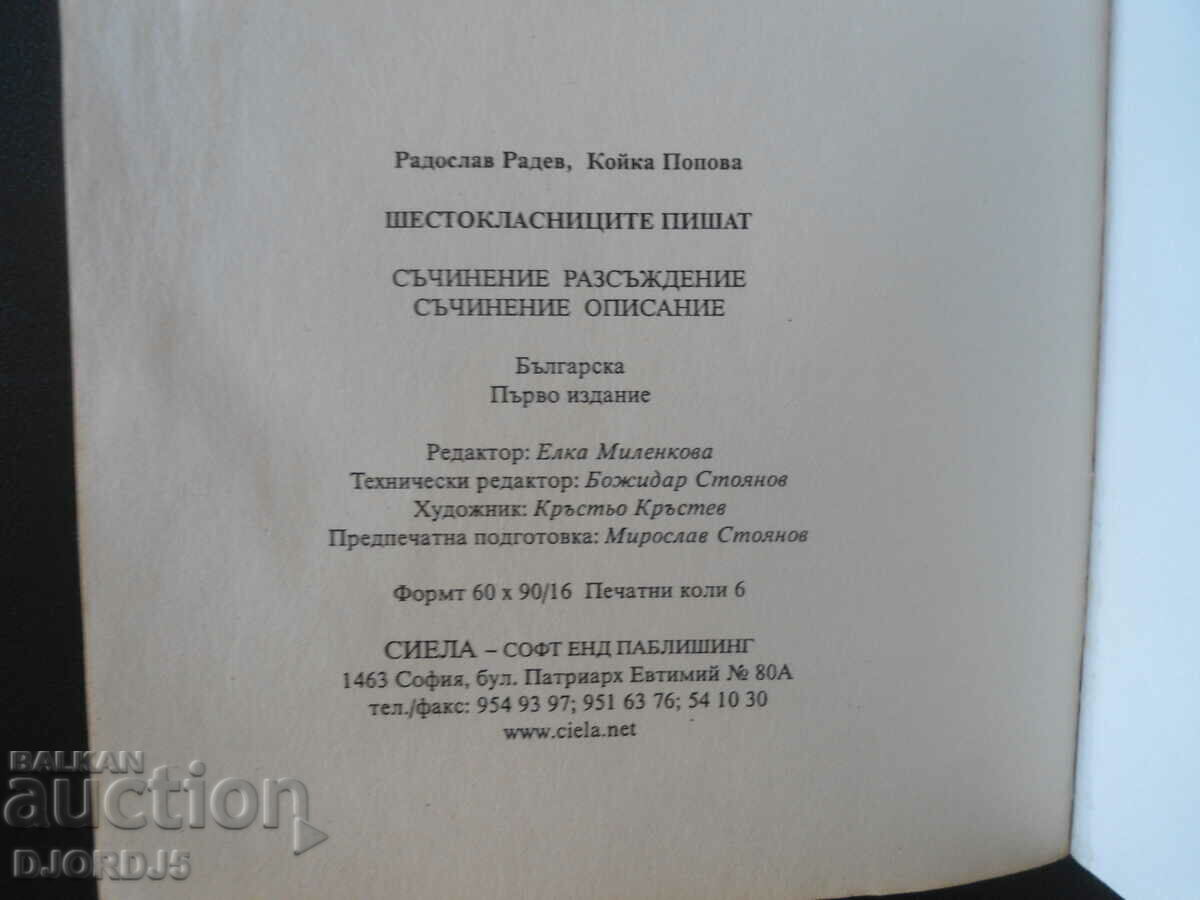 Радослав Радев, Койка Попова
ШЕСТОКЛАСНИЦИТЕ ПИШАТ
СЪЧИНЕНИЕ РАЗСЪЖДЕНИЕ
СЪЧИНЕНИЕ ОПИСАНИЕ
Българска
Първо издание
Редактор: Елка Миленкова
Технически редактор: Божидар Стоянов
Художник: Кръстьо Кръстев
Предпечатна подготовка: Мирослав Стоянов
Формт 60 х 90/16 Печатни коли 6
СИЕЛА – СОФТ ЕНД ПАБЛИШИНГ
1463 София, бул. Патриарх Евтимий № 80А
тел./факс: 954 93 97; 951 63 76; 54 10 30
www.ciela.net
BALKAN
auction
DJORDJ5